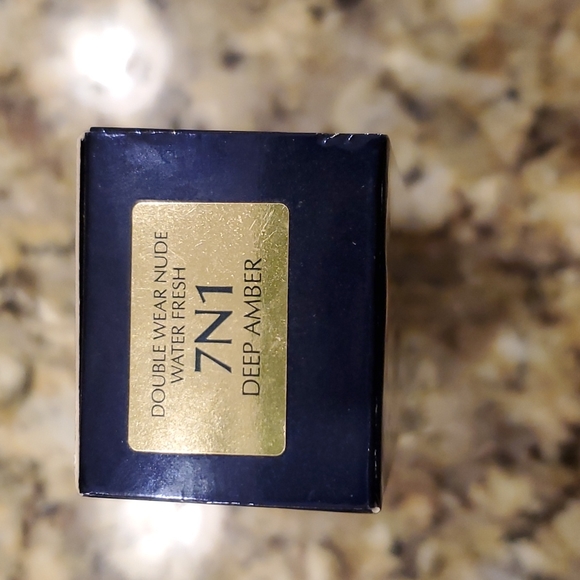 DOUBLE WEAR NUDE
WATER FRESH
7N1
DEEP AMBER